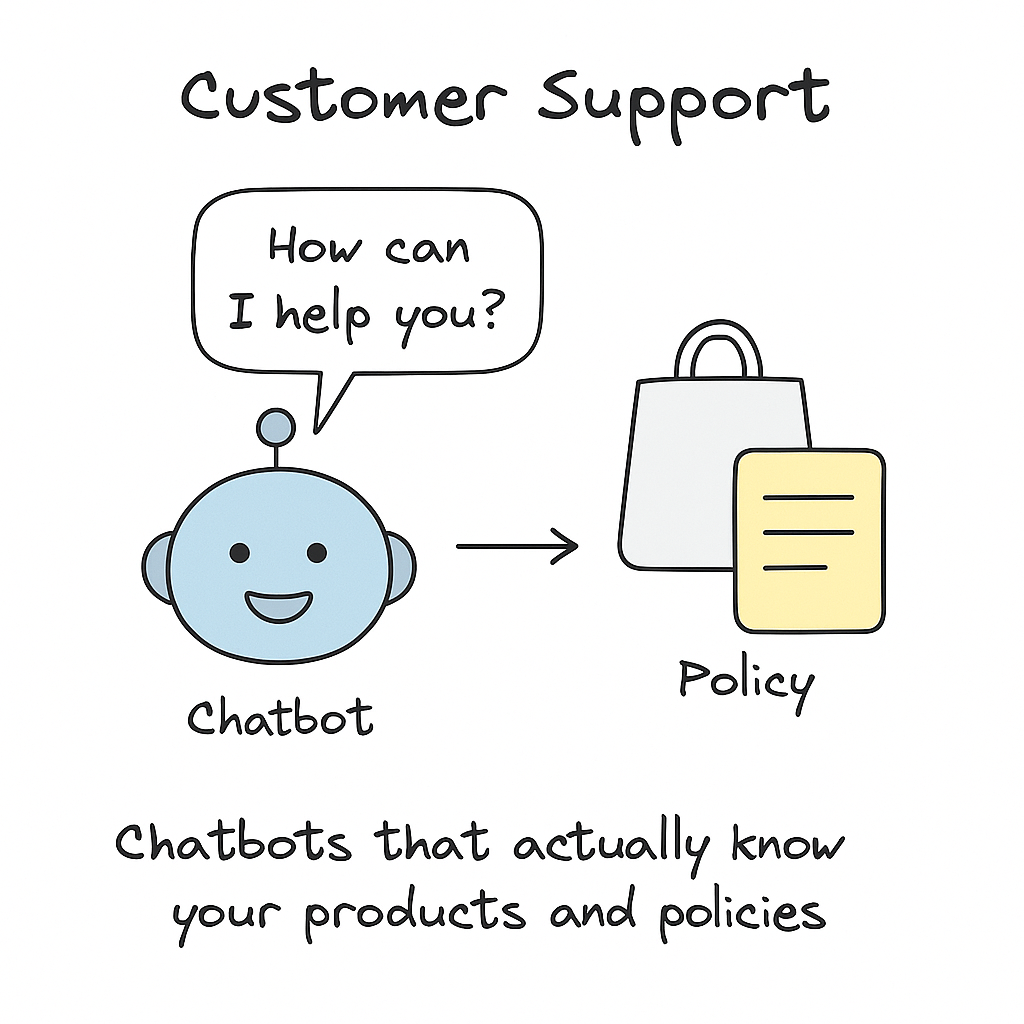 Customer Support
How can
I help you?
Chatbot
Policy
Chatbots that actually know
your products and policies